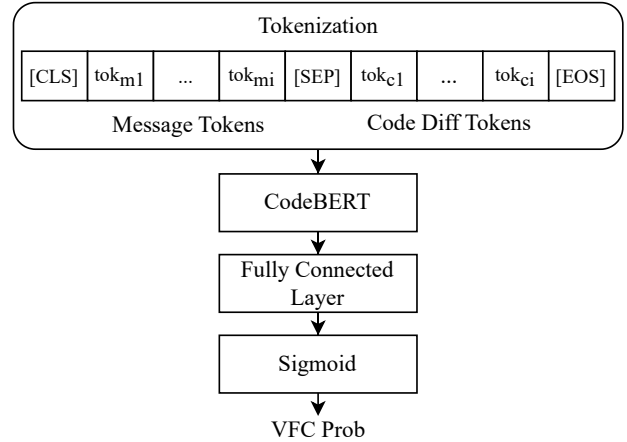 Tokenization
[CLS] tokm1 ... tokmi [SEP] tokc1 ... tokci [EOS]
Message Tokens Code Diff Tokens
CodeBERT
Fully Connected
Layer
Sigmoid
VFC Prob